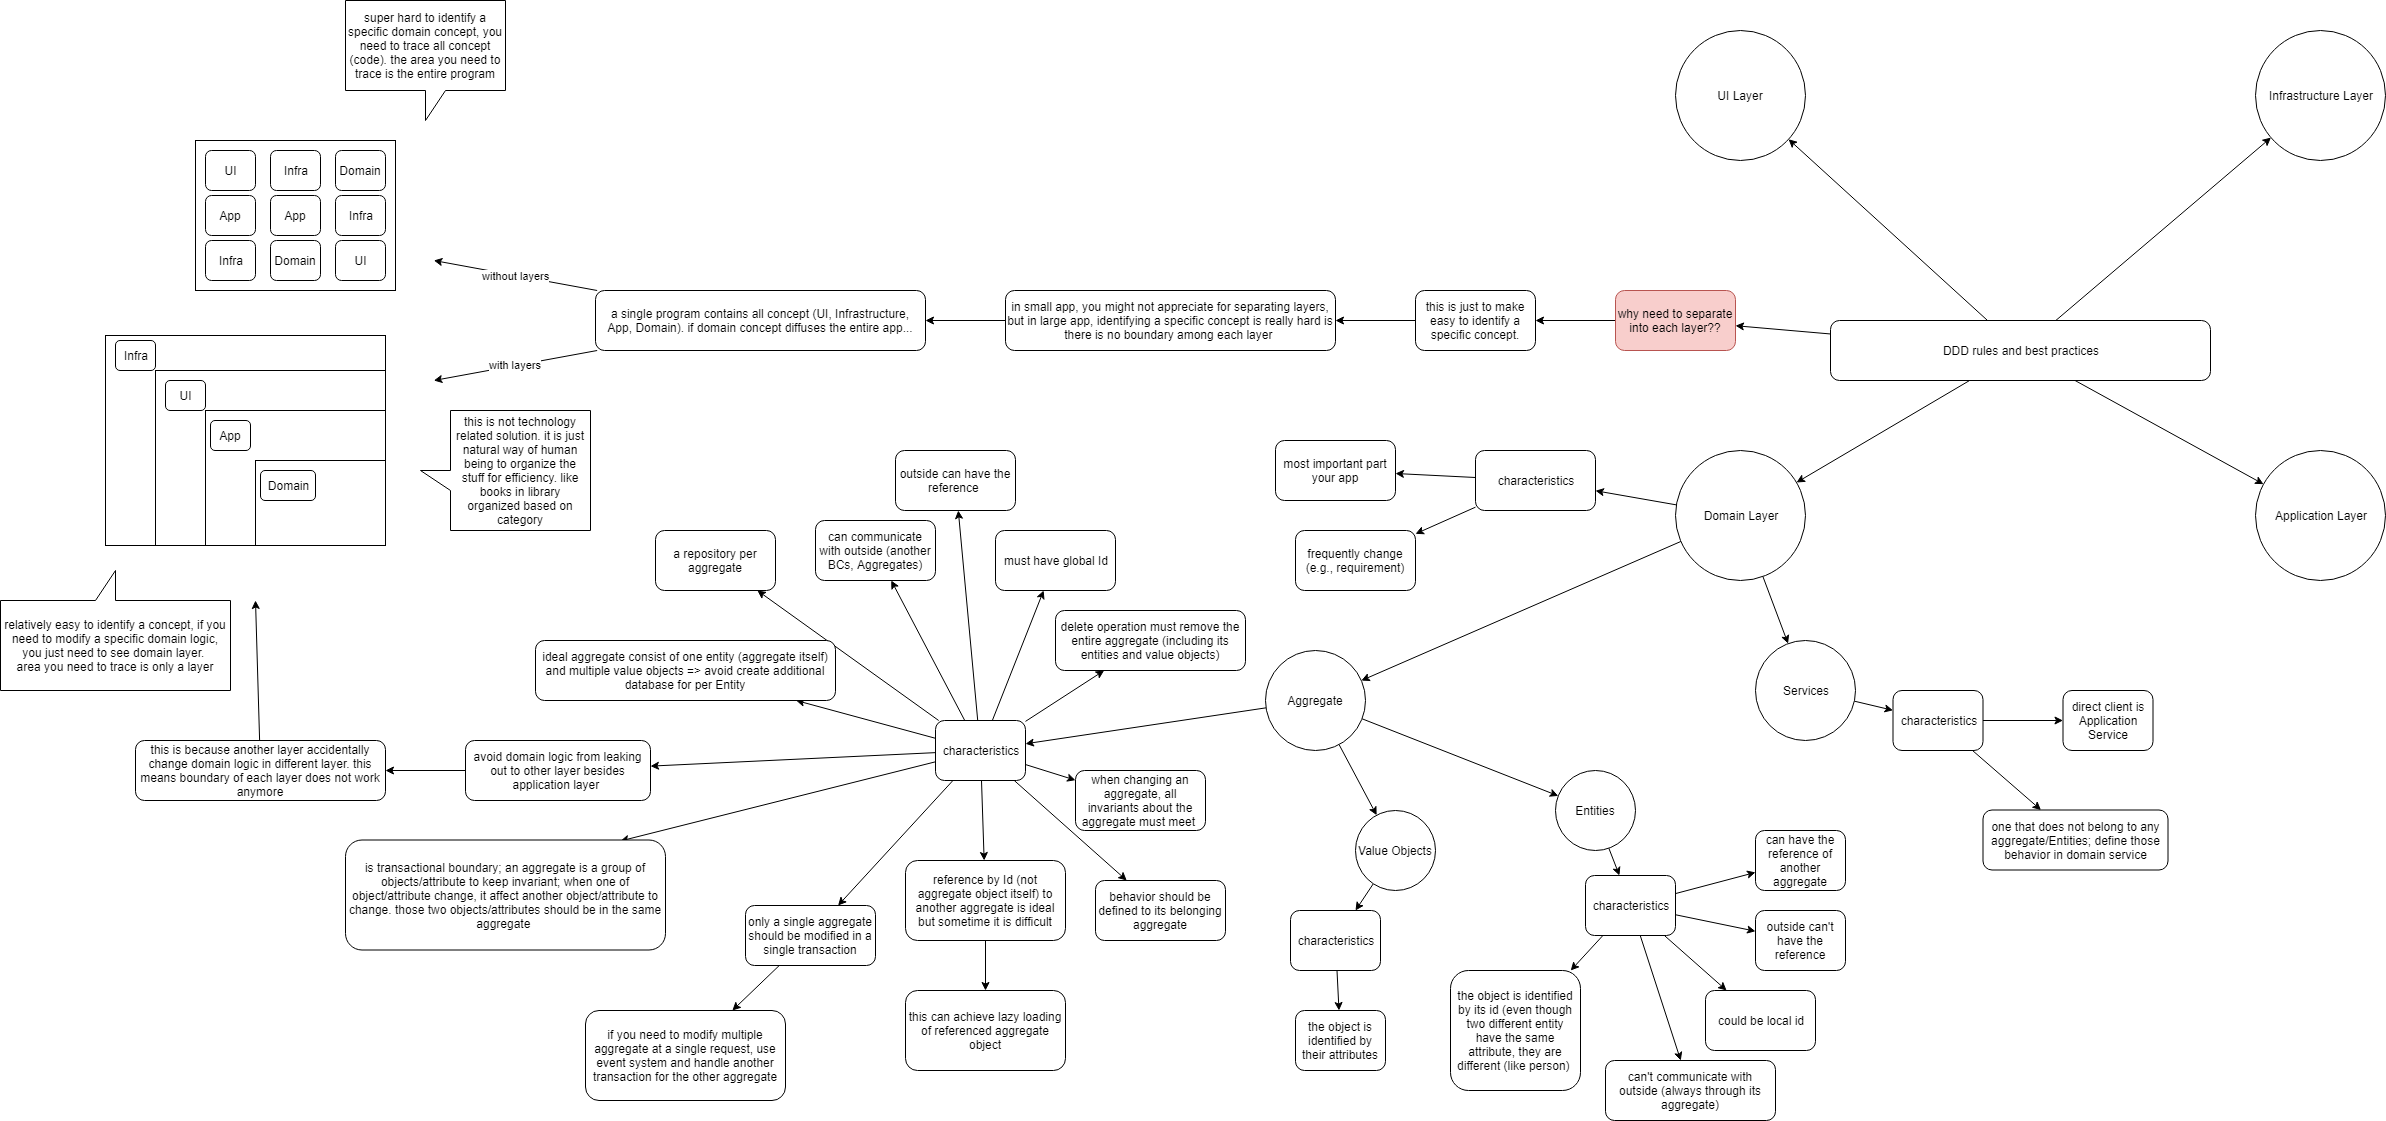 super hard to identify a
specific domain concept, you
need to trace all concept
(code). the area you need to
trace is the entire program
UI Layer
Infrastructure Layer
UI
Infra
Domain
App
App
Infra
Infra
Domain
UI
without layers
a single program contains all concept (UI, Infrastructure,
App, Domain). if domain concept diffuses the entire app...
in small app, you might not appreciate for separating layers,
but in large app, identifying a specific concept is really hard is
there is no boundary among each layer
this is just to make
easy to identify a
specific concept.
why need to separate
into each layer??
DDD rules and best practices
with layers
Infra
UI
App
Domain
this is not technology
related solution. it is just
natural way of human
being to organize the
stuff for efficiency. like
books in library
organized based on
category
relatively easy to identify a concept, if you
need to modify a specific domain logic,
you just need to see domain layer.
area you need to trace is only a layer
most important part
your app
characteristics
frequently change
(e.g., requirement)
Domain Layer
Application Layer
outside can have the
reference
can communicate
with outside (another
BCs, Aggregates)
a repository per
aggregate
must have global Id
delete operation must remove the
entire aggregate (including its
entities and value objects)
ideal aggregate consist of one entity (aggregate itself)
and multiple value objects => avoid create additional
database for per Entity
Aggregate
Services
characteristics
direct client is
Application
Service
one that does not belong to any
aggregate/Entities; define those
behavior in domain service
characteristics
this is because another layer accidentally
change domain logic in different layer. this
means boundary of each layer does not work
anymore
avoid domain logic from leaking
out to other layer besides
application layer
when changing an
aggregate, all
invariants about the
aggregate must meet
is transactional boundary; an aggregate is a group of
objects/attribute to keep invariant; when one of
object/attribute change, it affect another object/attribute to
change. those two objects/attributes should be in the same
aggregate
only a single aggregate
should be modified in a
single transaction
reference by Id (not
aggregate object itself) to
another aggregate is ideal
but sometime it is difficult
behavior should be
defined to its belonging
aggregate
if you need to modify multiple
aggregate at a single request, use
event system and handle another
transaction for the other aggregate
this can achieve lazy loading
of referenced aggregate
object
Value Objects
characteristics
the object is
identified by
their attributes
Entities
characteristics
can have the
reference of
another
aggregate
outside can't
have the
reference
could be local id
can't communicate with
outside (always through its
aggregate)
the object is identified
by its id (even though
two different entity
have the same
attribute, they are
different (like person)